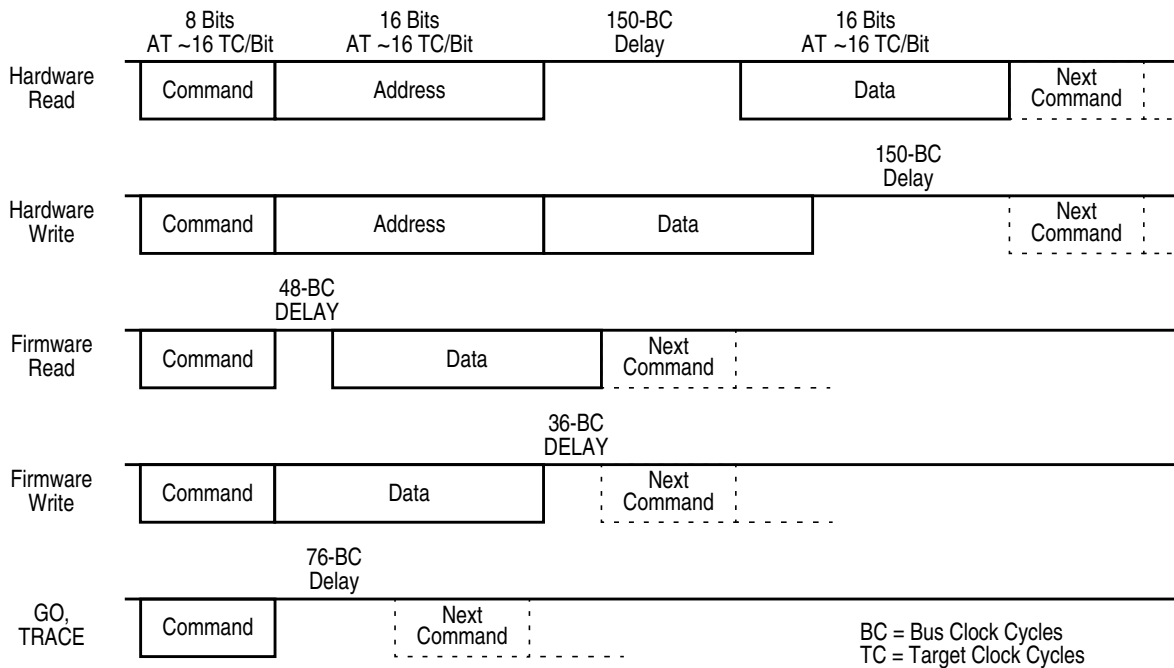 8 Bits
AT ~16 TC/Bit
16 Bits
AT ~16 TC/Bit
150-BC
Delay
16 Bits
AT ~16 TC/Bit
Hardware
Read
Command
Address
Data
Next
Command
150-BC
Delay
Hardware
Write
Command
Address
Data
Next
Command
48-BC
DELAY
Firmware
Read
Command
Data
Next
Command
36-BC
DELAY
Firmware
Write
Command
Data
Next
Command
76-BC
Delay
GO,
TRACE
Command
Next
Command
BC = Bus Clock Cycles
TC = Target Clock Cycles